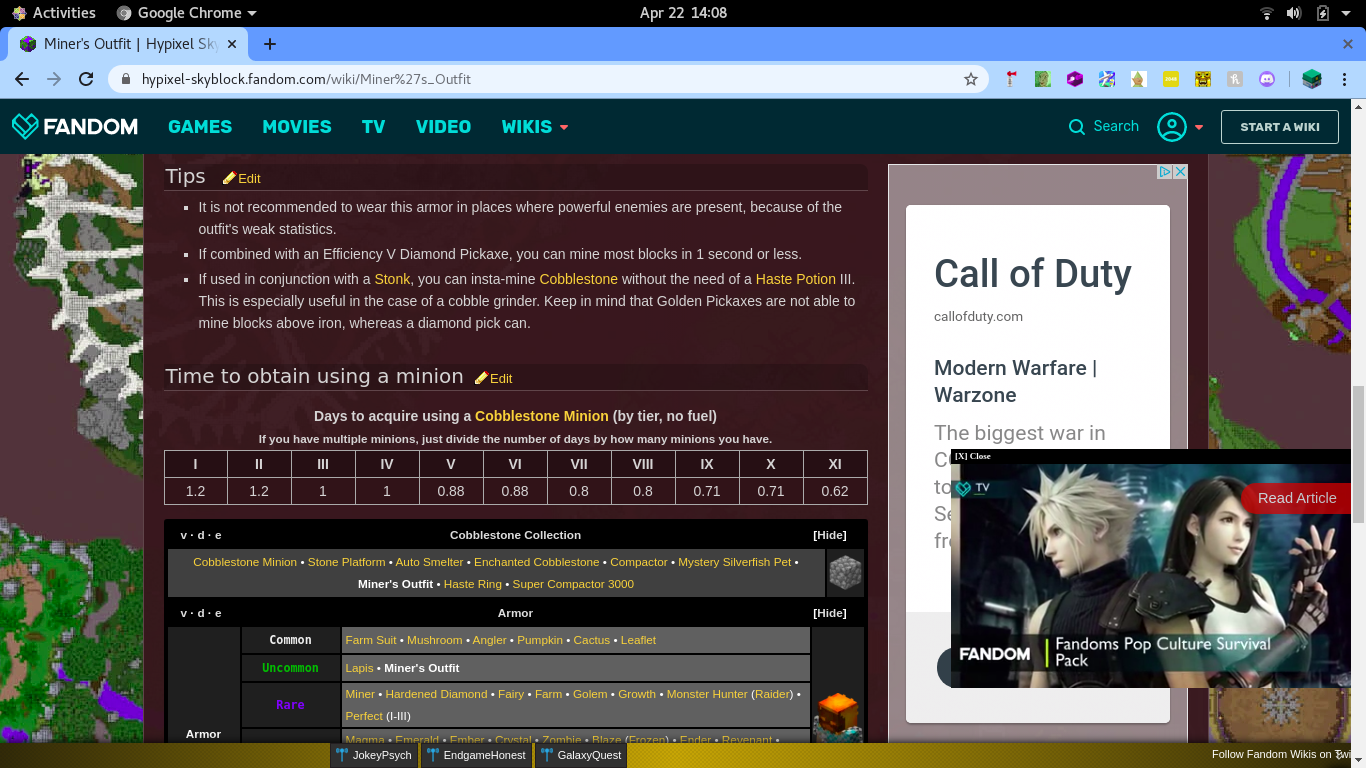 Activities
Google Chrome
Apr 22 14:08
Miner's Outfit | Hypixel Sk
hypixel-skyblock.fandom.com/wiki/Miner%27s_Outfit
FANDOM
GAMES
MOVIES
TV
VIDEO
WIKIS
Search
START A WIKI
Tips
Edit
It is not recommended to wear this armor in places where powerful enemies are present, because of the
outfit's weak statistics.
If combined with an Efficiency V Diamond Pickaxe, you can mine most blocks in 1 second or less.
If used in conjunction with a Stonk, you can insta-mine Cobblestone without the need of a Haste Potion III.
This is especially useful in the case of a cobble grinder. Keep in mind that Golden Pickaxes are not able to
mine blocks above iron, whereas a diamond pick can.
Time to obtain using a minion
Edit
Days to acquire using a Cobblestone Minion (by tier, no fuel)
If you have multiple minions, just divide the number of days by how many minions you have.
I II III IV V VI VII VIII IX X XI
1.2 1.2 1 1 0.88 0.88 0.8 0.8 0.71 0.71 0.62
v · d · e
Cobblestone Collection
[Hide]
Cobblestone Minion • Stone Platform • Auto Smelter • Enchanted Cobblestone • Compactor • Mystery Silverfish Pet •
Miner's Outfit • Haste Ring • Super Compactor 3000
v · d · e
Armor
[Hide]
Common
Farm Suit • Mushroom • Angler • Pumpkin • Cactus • Leaflet
Uncommon
Lapis • Miner's Outfit
Rare
Miner • Hardened Diamond • Fairy • Farm • Golem • Growth • Monster Hunter (Raider) •
Perfect (I-III)
Armor
Magma • Emerald • Ember • Crystal • Zombie • Blaze (Frozen) • Ender • Revenant •
Call of Duty
callofduty.com
Modern Warfare |
Warzone
The biggest war in
[X] Close
TV
Read Article
FANDOM
Fandoms Pop Culture Survival
Pack
JokeyPsych
EndgameHonest
GalaxyQuest
Follow Fandom Wikis on Twi